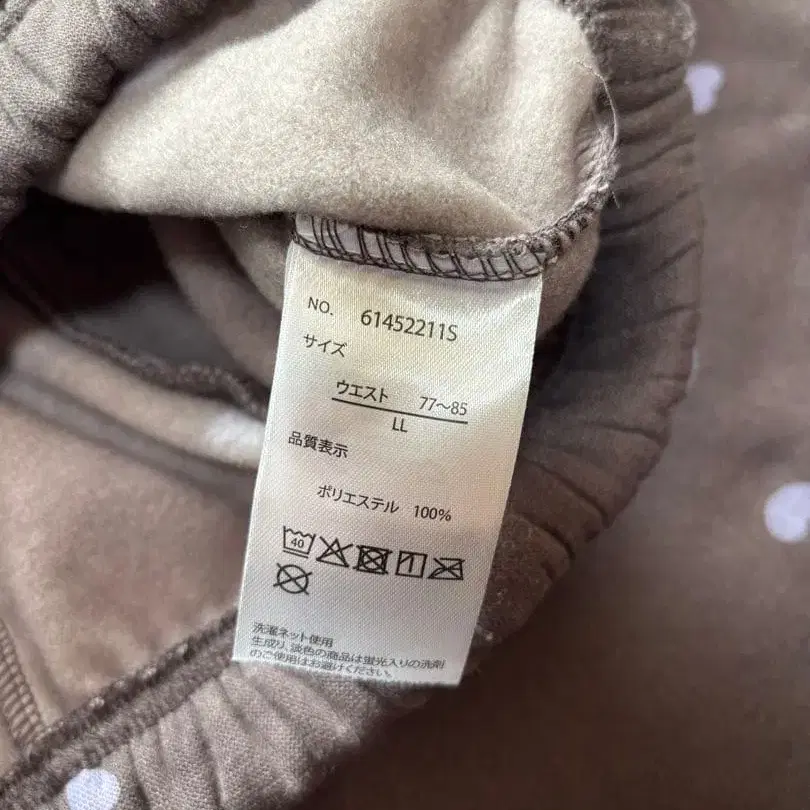 NO. 61452211S
サイズ
ウエスト 77～85
LL
品質表示
ポリエステル 100%
40
洗濯ネット使用
生成り、淡色の商品は蛍光入りの洗剤
のご使用はお避けください。